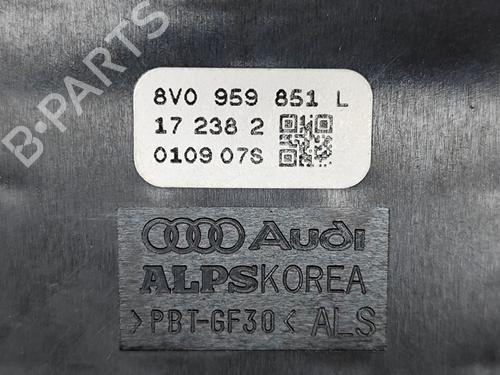 B-PARTS
8V0 959 851 L
17 238 2
0109 07S
Audi
ALPSKOREA
>PBT-GF30< ALS